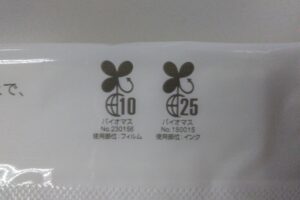 で、
10
バイオマス
No.230156
使用部位 フィルム
25
バイオマス
No.150015
使用部位 インク